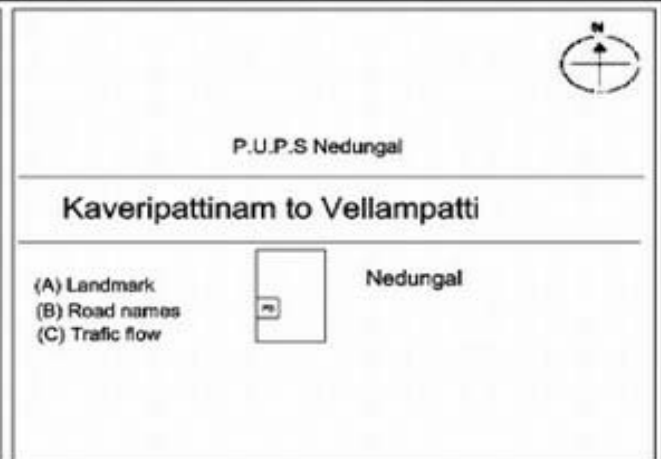 N
P.U.P.S Nedungal
Kaveripattinam to Vellampatti
Nedungal
(A) Landmark
(B) Road names
(C) Trafic flow